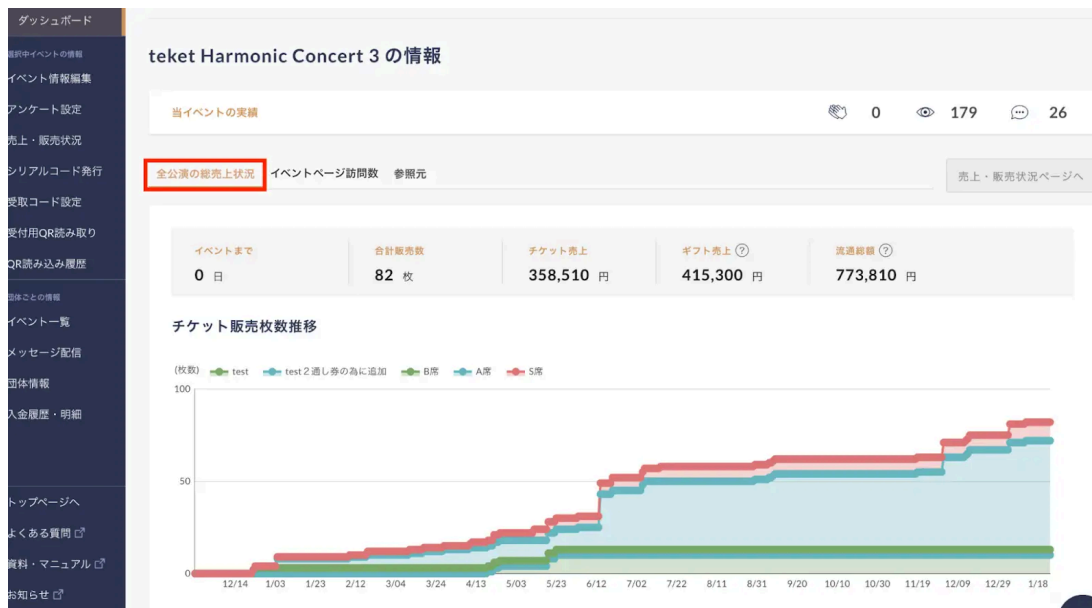 ダッシュボード
選択中イベントの情報
イベント情報編集
アンケート設定
売上・販売状況
シリアルコード発行
受取コード設定
受付用QR読み取り
QR読み込み履歴
団体ごとの情報
イベント一覧
メッセージ配信
団体情報
入金履歴・明細
トップページへ
よくある質問
資料・マニュアル
お知らせ
teket Harmonic Concert 3 の情報
当イベントの実績
0 179 26
全公演の総売上状況 イベントページ訪問数 参照元
売上・販売状況ページへ
イベントまで 合計販売数 チケット売上 ギフト売上 ? 流通総額 ?
0 日 82 枚 358,510 円 415,300 円 773,810 円
チケット販売枚数推移
(枚数) test test２通し券の為に追加 B席 A席 S席
100
50
0
12/14 1/03 1/23 2/12 3/04 3/24 4/13 5/03 5/23 6/12 7/02 7/22 8/11 8/31 9/20 10/10 10/30 11/19 12/09 12/29 1/18